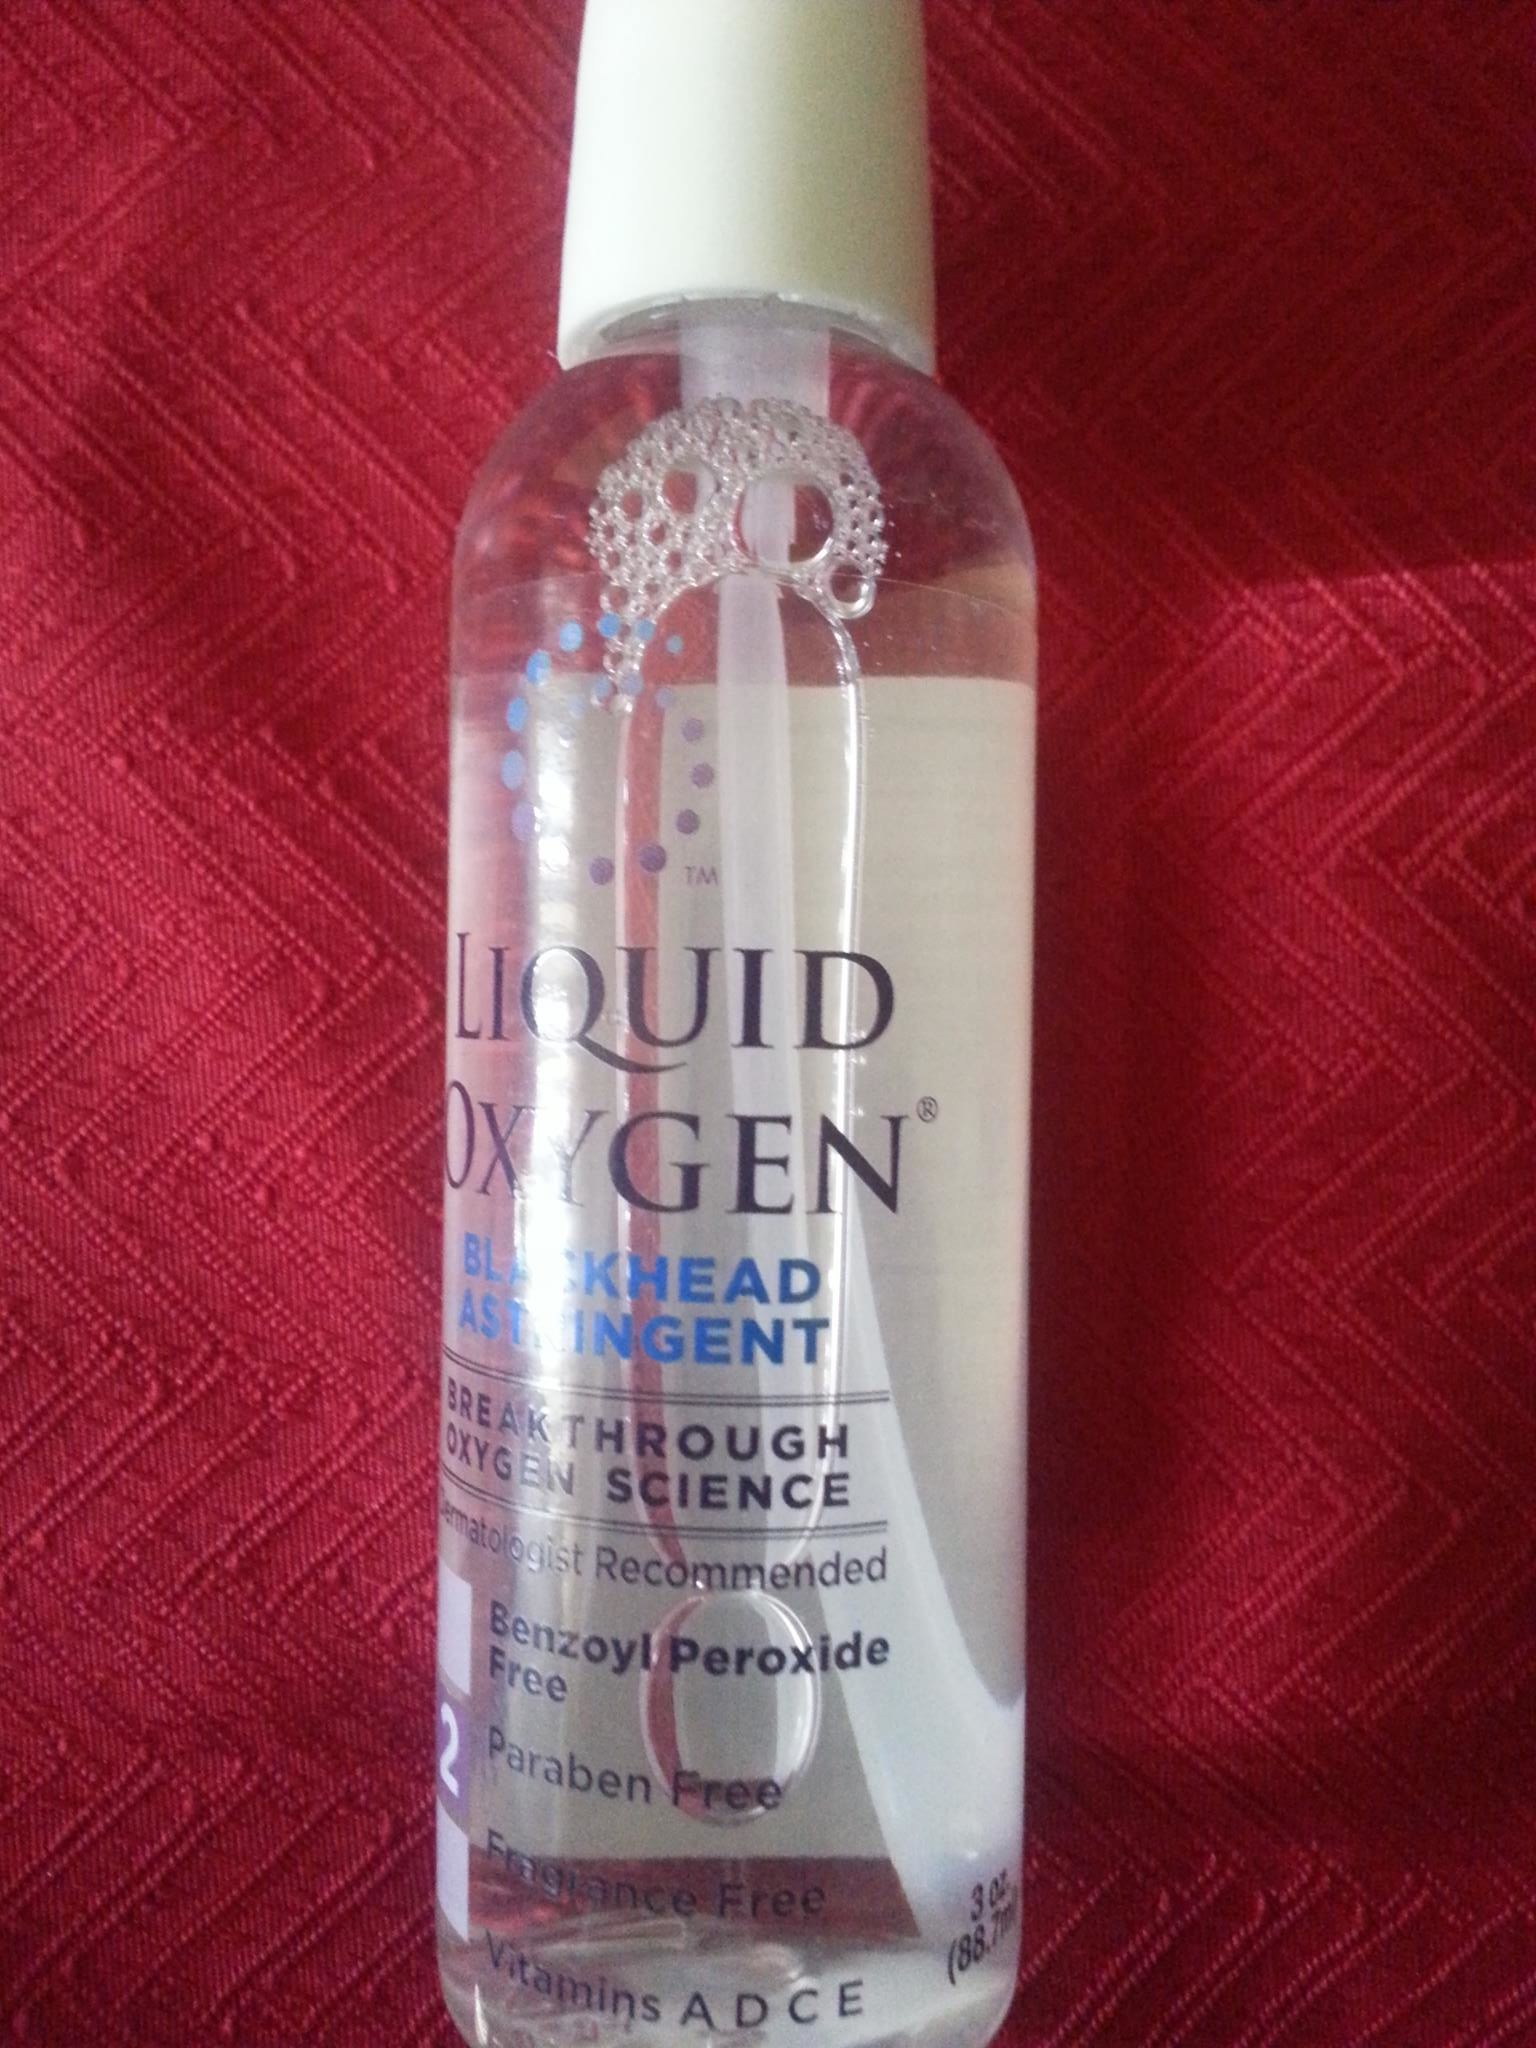 TM
LIQUID
OXYGEN®
BLACKHEAD
ASTRINGENT
BREAKTHROUGH
OXYGEN SCIENCE
Dermatologist Recommended
Benzoyl Peroxide
Free
2
Paraben Free
Fragrance Free
Vitamins A D C E
3 oz.
(88.7ml)